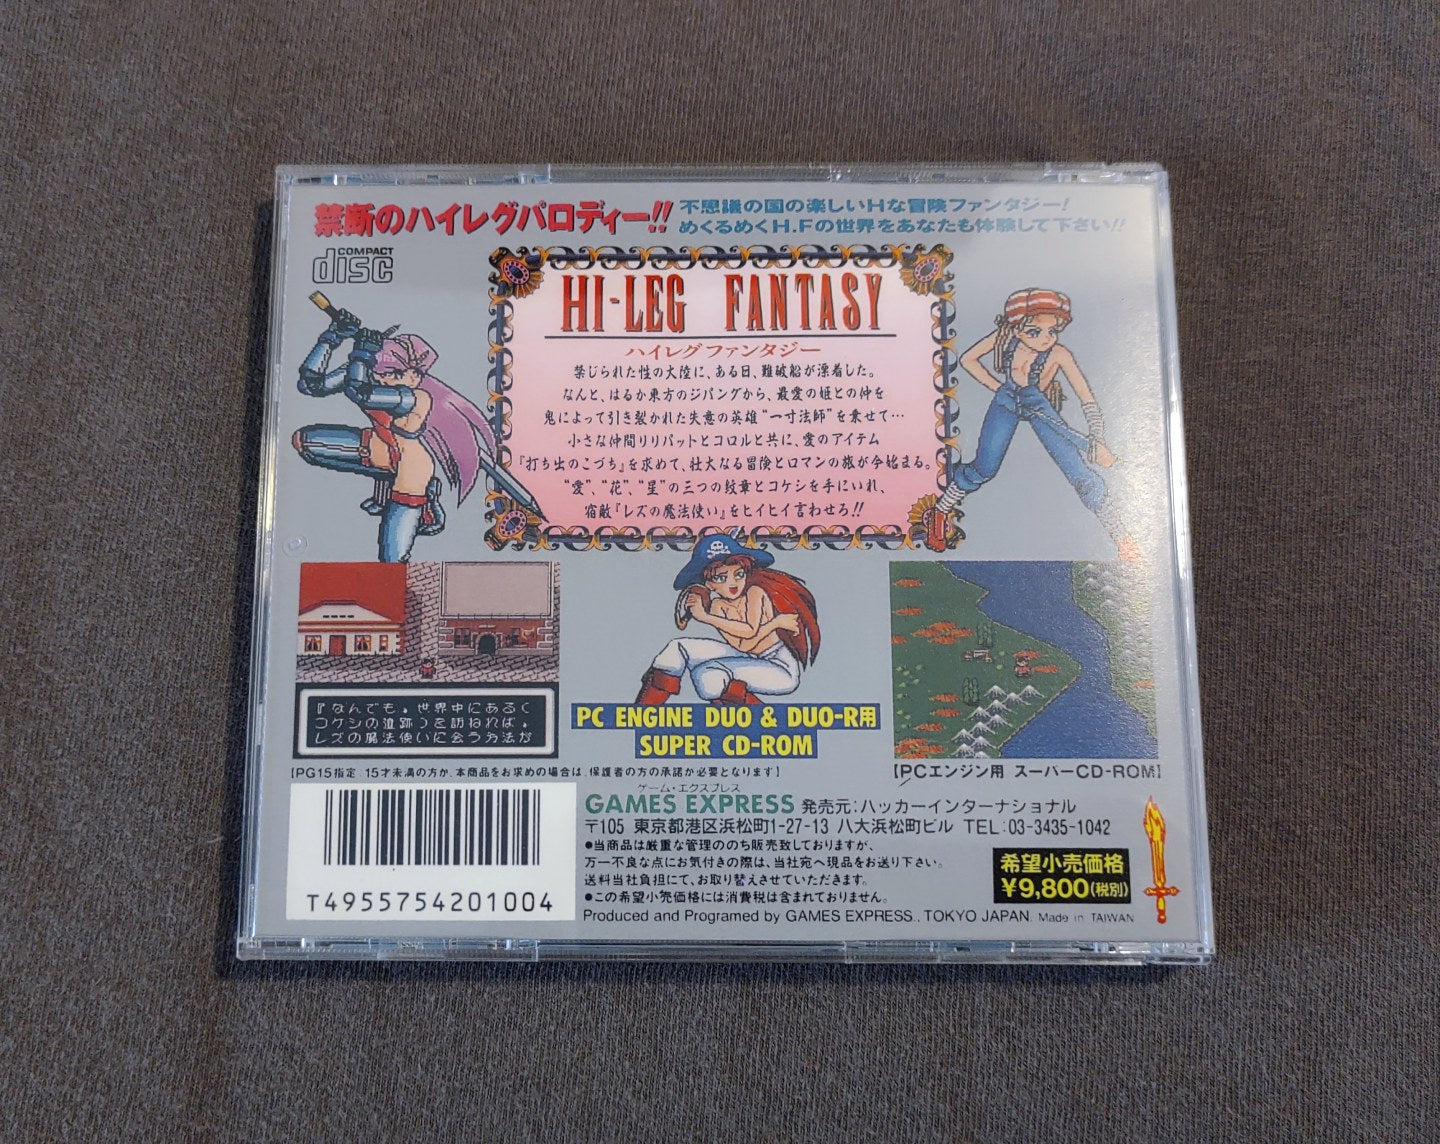 禁断のハイレグパロディー!!
不思議の国の楽しいHな冒険ファンタジー!
めくるめくH.Fの世界をあなたも体験して下さい!!
COMPACT
disc
HI-LEG FANTASY
ハイレグファンタジー
禁じられた性の大陸に、ある日、難破船が漂着した。
なんと、はるか東方のジパングから、最愛の姫との仲を
鬼によって引き裂かれた失意の英雄“一寸法師”を乗せて…
小さな仲間リリパットとコロルと共に、愛のアイテム
『打ち出のこづち』を求めて、壮大なる冒険とロマンの旅が今始まる。
“愛”、“花”、“星”の三つの紋章とコケシを手にいれ、
宿敵『レズの魔法使い』をヒイヒイ言わせろ!!
『なんでも。世界中にあるく
コケシの遺跡》を訪ねれば。
レズの魔法使いに会う方法が
PC ENGINE DUO & DUO-R用
SUPER CD-ROM
【PG15指定：15才未満の方が、本商品をお求めの場合は、保護者の方の承諾が必要となります】
【PCエンジン用 スーパーCD-ROM】
T4955754201004
ゲーム・エクスプレス
GAMES EXPRESS 発売元：ハッカーインターナショナル
〒105 東京都港区浜松町1-27-13 八大浜松町ビル TEL：03-3435-1042
●当商品は厳重な管理ののち販売致しておりますが、
万一不良な点にお気付きの際は、当社宛へ現品をお送り下さい。
送料当社負担にて、お取り替えさせていただきます。
●この希望小売価格には消費税は含まれておりません。
希望小売価格
¥9,800(税別)
Produced and Programed by GAMES EXPRESS., TOKYO JAPAN. Made in TAIWAN